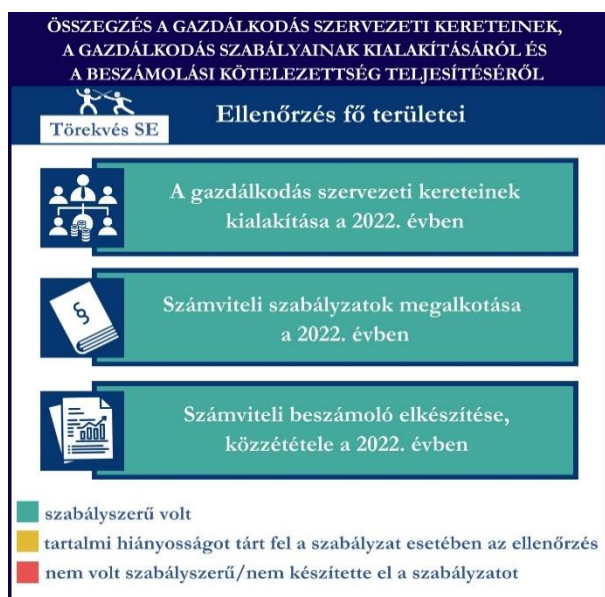 ÖSSZEGZÉS A GAZDÁLKODÁS SZERVEZETI KERETEINEK,
A GAZDÁLKODÁS SZABÁLYAINAK KIALAKÍTÁSÁRÓL ÉS
A BESZÁMOLÁSI KÖTELEZETTSÉG TELJESÍTÉSÉRŐL
Törekvés SE
Ellenőrzés fő területei
A gazdálkodás szervezeti kereteinek
kialakítása a 2022. évben
§
Számviteli szabályzatok megalkotása
a 2022. évben
Számviteli beszámoló elkészítése,
közzététele a 2022. évben
szabályszerű volt
tartalmi hiányosságot tárt fel a szabályzat esetében az ellenőrzés
nem volt szabályszerű/nem készítette el a szabályzatot